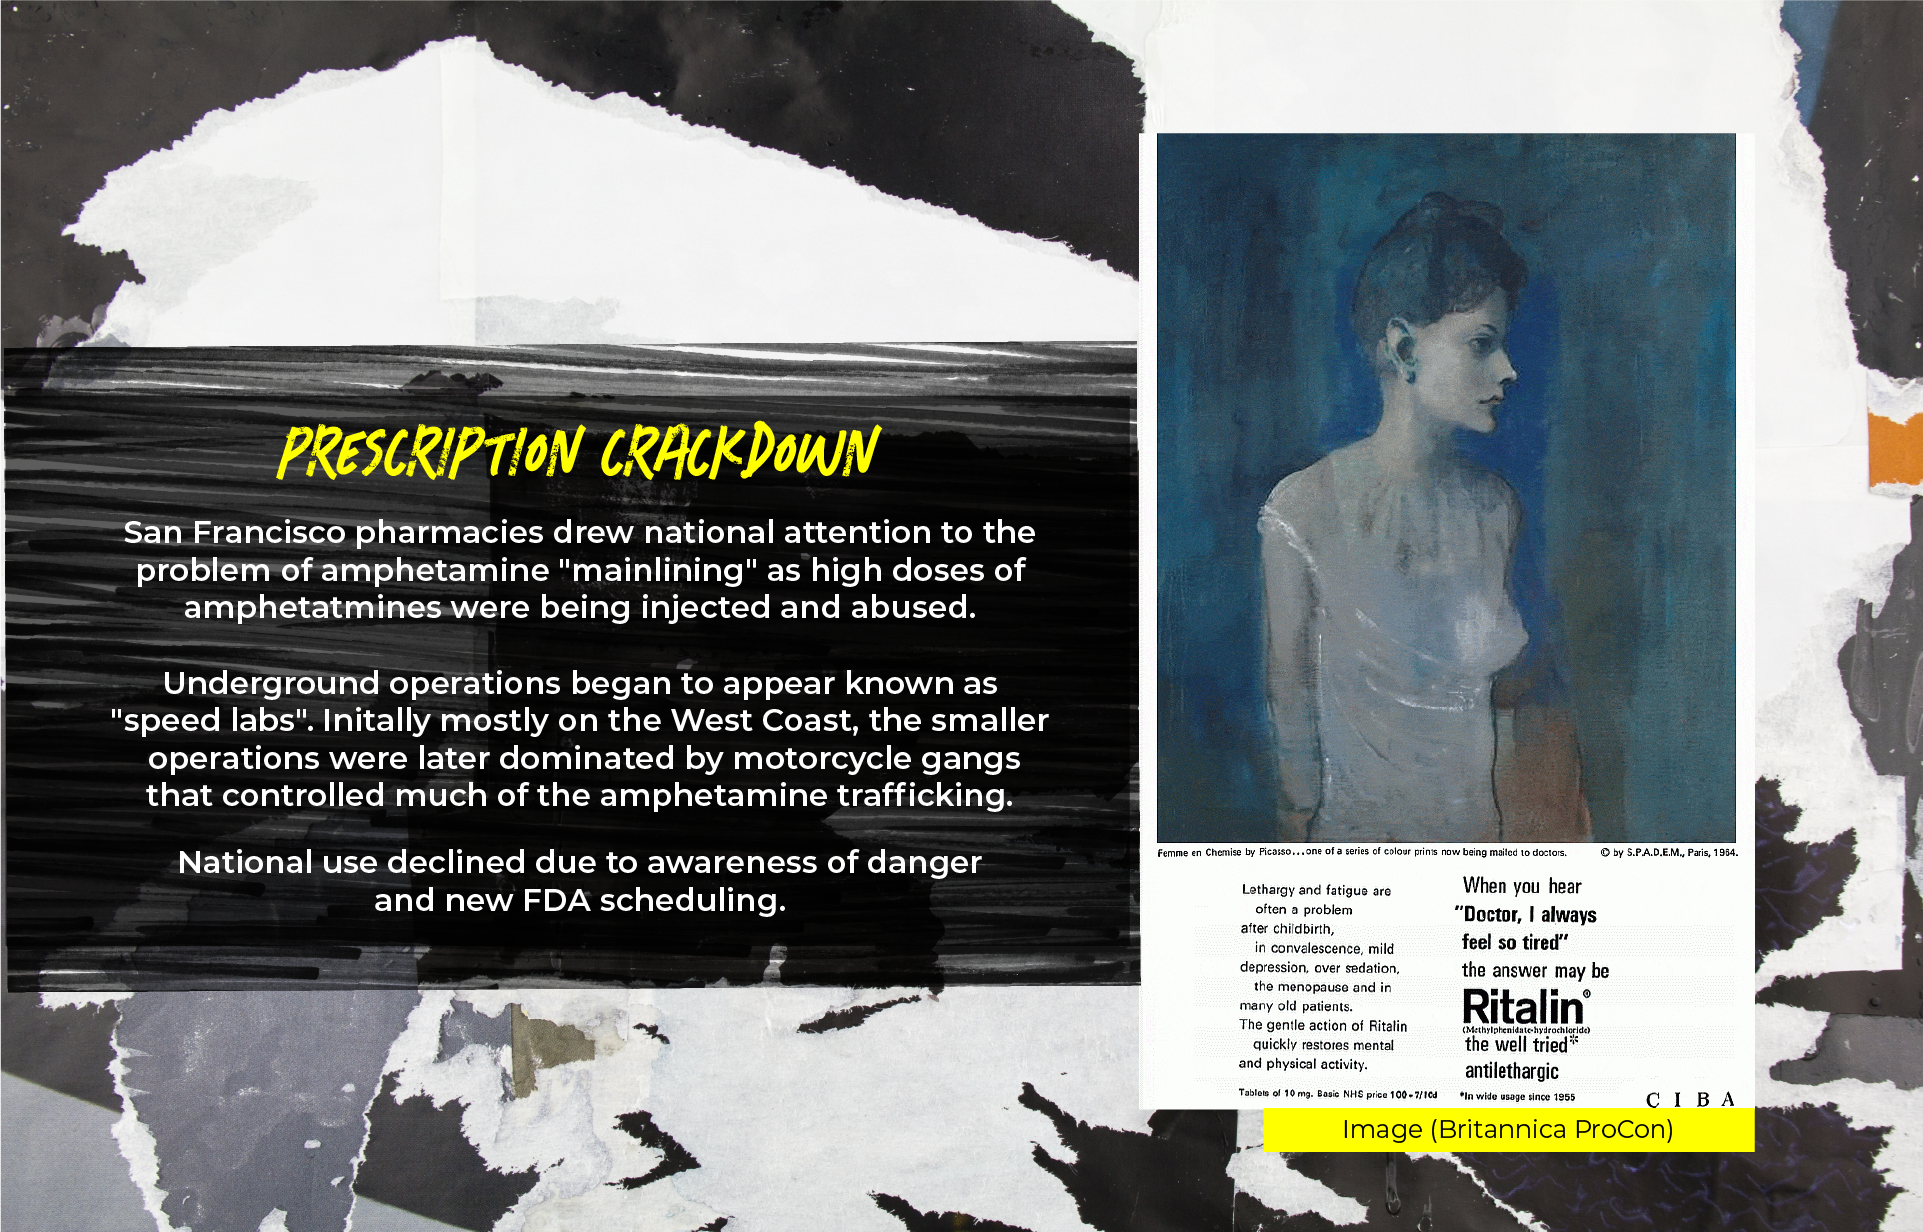 PRESCRIPTION CRACKDOWN
San Francisco pharmacies drew national attention to the
problem of amphetamine "mainlining" as high doses of
amphetatmines were being injected and abused.
Underground operations began to appear known as
"speed labs". Initally mostly on the West Coast, the smaller
operations were later dominated by motorcycle gangs
that controlled much of the amphetamine trafficking.
National use declined due to awareness of danger
and new FDA scheduling.
Femme en Chemise by Picasso...one of a series of colour prints now being mailed to doctors.
© by S.P.A.D.E.M., Paris, 1964.
Lethargy and fatigue are
often a problem
after childbirth,
in convalescence, mild
depression, over sedation,
the menopause and in
many old patients.
The gentle action of Ritalin
quickly restores mental
and physical activity.
Tablets of 10 mg. Basic NHS price 100-7/10d
When you hear
"Doctor, I always
feel so tired"
the answer may be
Ritalin®
(Methylphenidate-hydrochloride)
the well tried*
antilethargic
*In wide usage since 1955
CIBA
Image (Britannica ProCon)